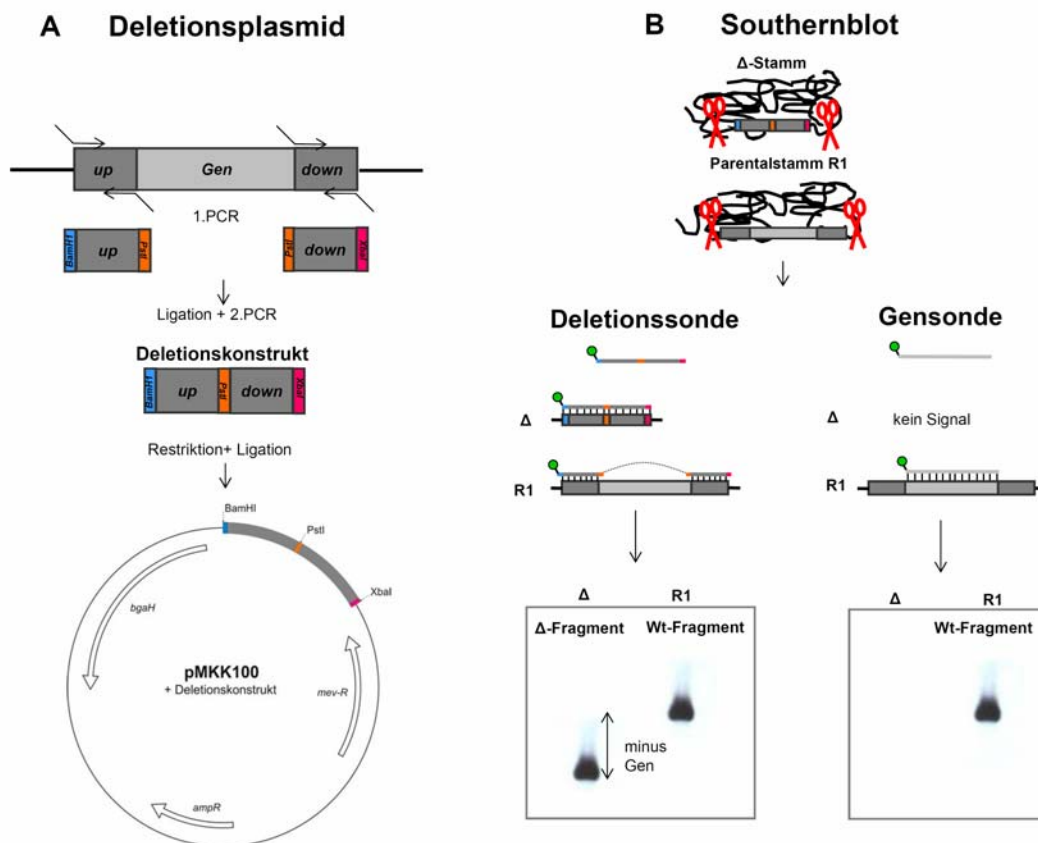 A Deletionsplasmid
up Gen down
1.PCR
BamH1 up PstI
PstI down XbaI
Ligation + 2.PCR
Deletionskonstrukt
BamH1 up PstI down XbaI
Restriktion+ Ligation
BamHI
PstI
XbaI
bgaH
pMKK100
+ Deletionskonstrukt
mev-R
ampR
B Southernblot
Δ-Stamm
Parentalstamm R1
Deletionssonde
Δ
R1
Δ R1
Δ-Fragment Wt-Fragment
minus
Gen
Gensonde
Δ kein Signal
R1
Δ R1
Wt-Fragment